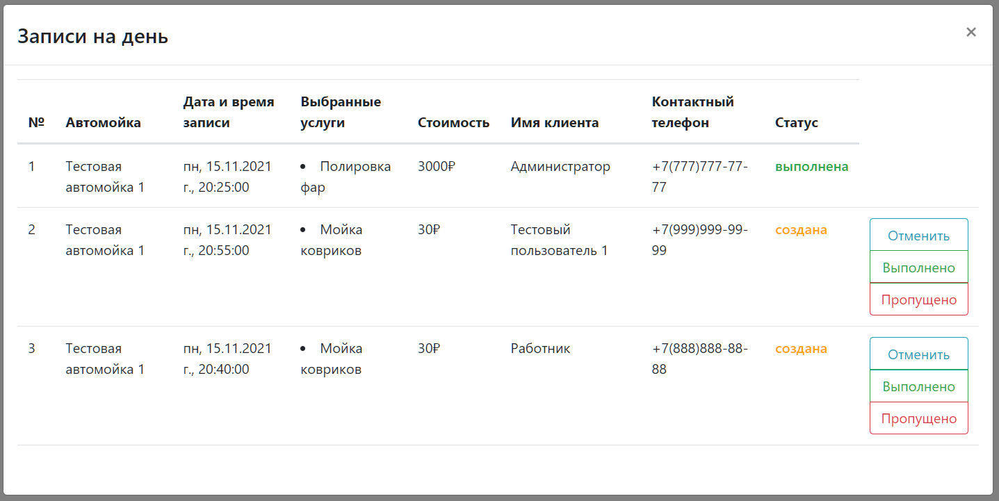 Записи на день ×
Дата и время Выбранные Контактный
№ Автомойка записи услуги Стоимость Имя клиента телефон Статус
1 Тестовая пн, 15.11.2021 • Полировка 3000₽ Администратор +7(777)777-77- выполнена
автомойка 1 г., 20:25:00 фар 77
2 Тестовая пн, 15.11.2021 • Мойка 30₽ Тестовый +7(999)999-99- создана Отменить
автомойка 1 г., 20:55:00 ковриков пользователь 1 99
Выполнено
Пропущено
3 Тестовая пн, 15.11.2021 • Мойка 30₽ Работник +7(888)888-88- создана Отменить
автомойка 1 г., 20:40:00 ковриков 88
Выполнено
Пропущено